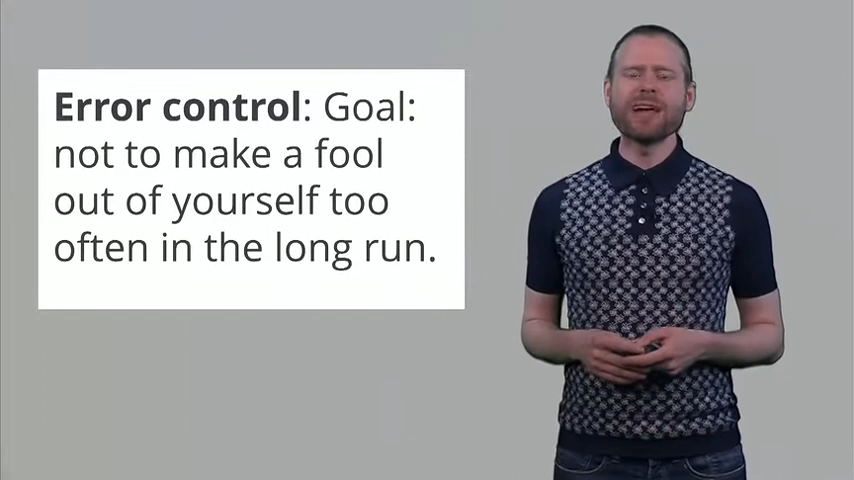 Error control: Goal:
not to make a fool
out of yourself too
often in the long run.